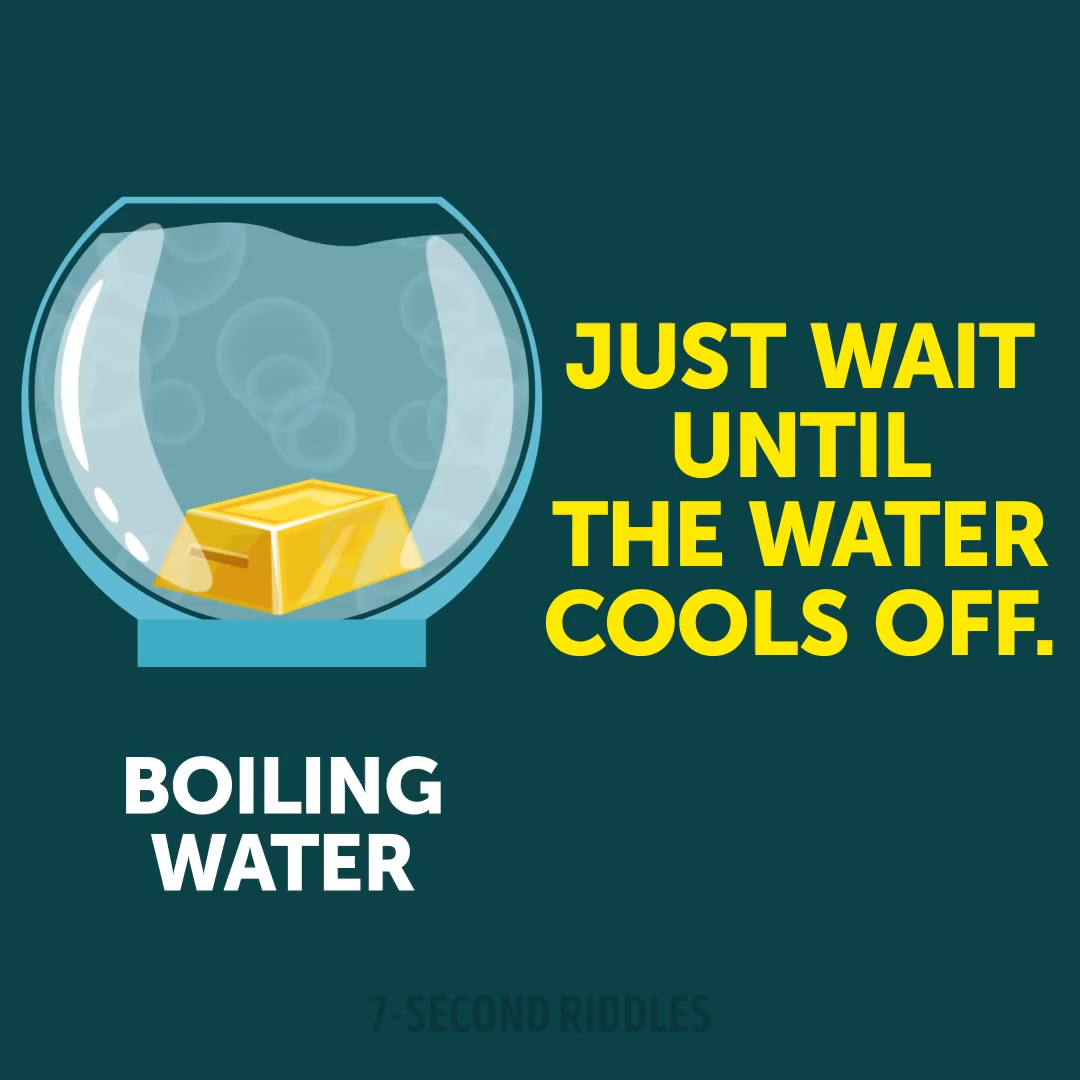 JUST WAIT
UNTIL
THE WATER
COOLS OFF.
BOILING
WATER
7-SECOND RIDDLES